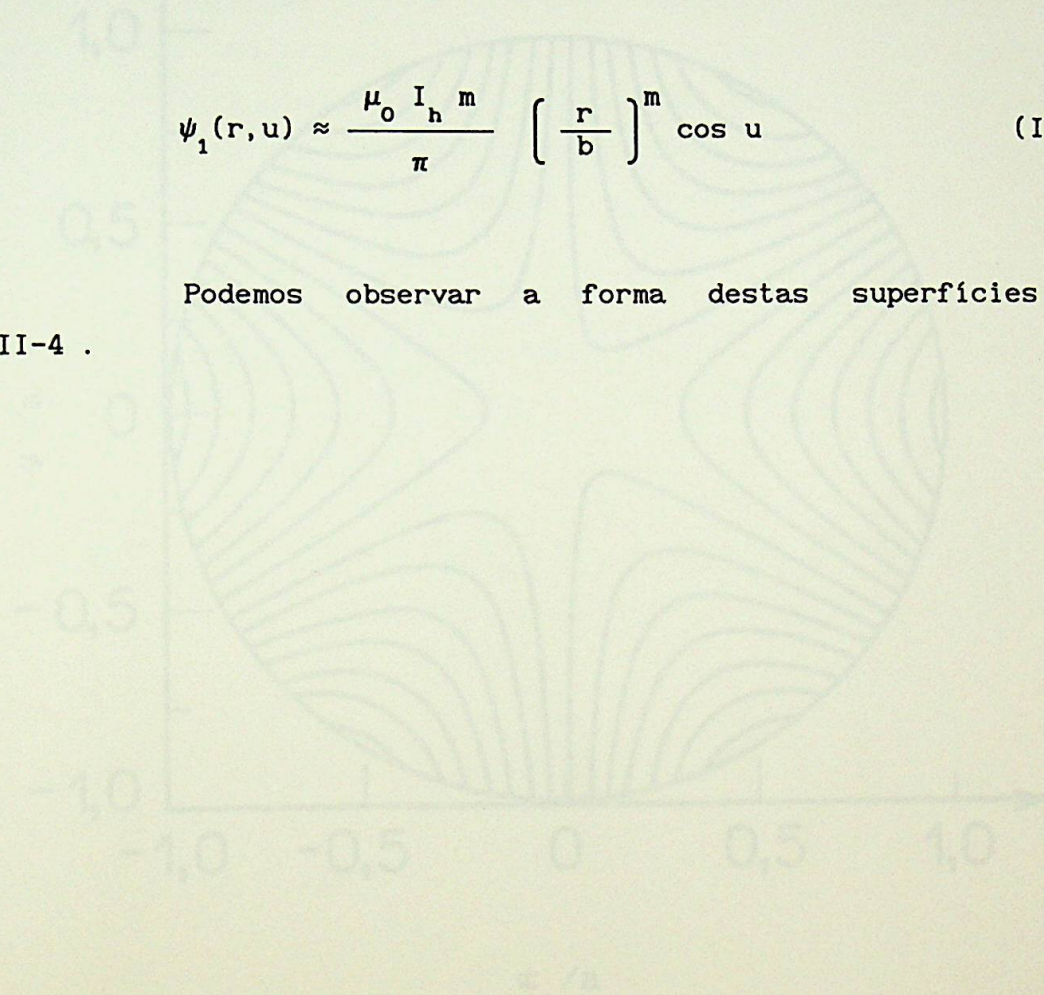 ψ₁(r,u) ≈ μ₀ I_h m / π ( r / b )^m cos u (I
Podemos observar a forma destas superfícies
II-4 .
1,0
0,5
0
-0,5
-1,0
-1,0 -0,5 0 0,5 1,0